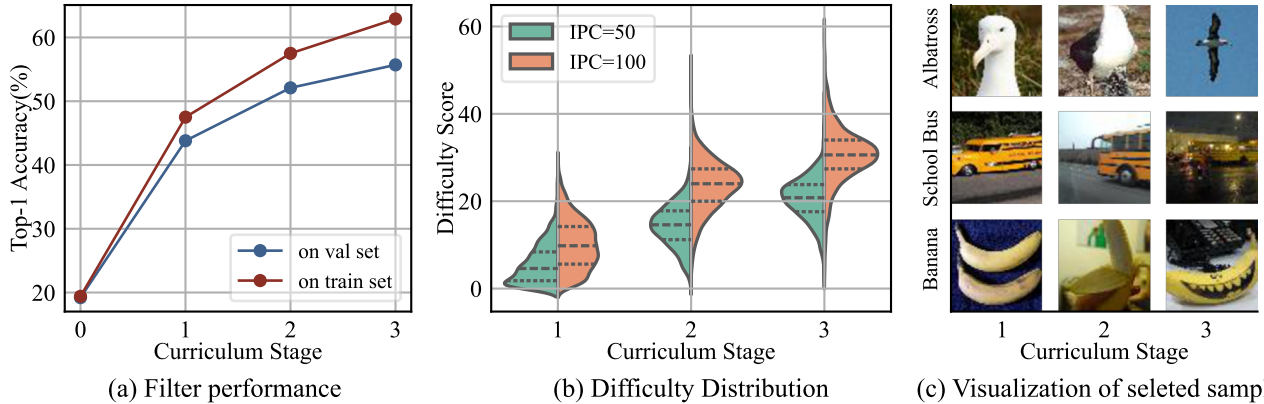 60
50
40
30
20
Top-1 Accuracy(%)
on val set
on train set
0 1 2 3
Curriculum Stage
(a) Filter performance
60
40
20
0
Difficulty Score
IPC=50
IPC=100
1 2 3
Curriculum Stage
(b) Difficulty Distribution
Albatross
School Bus
Banana
1 2 3
Curriculum Stage
(c) Visualization of seleted samp